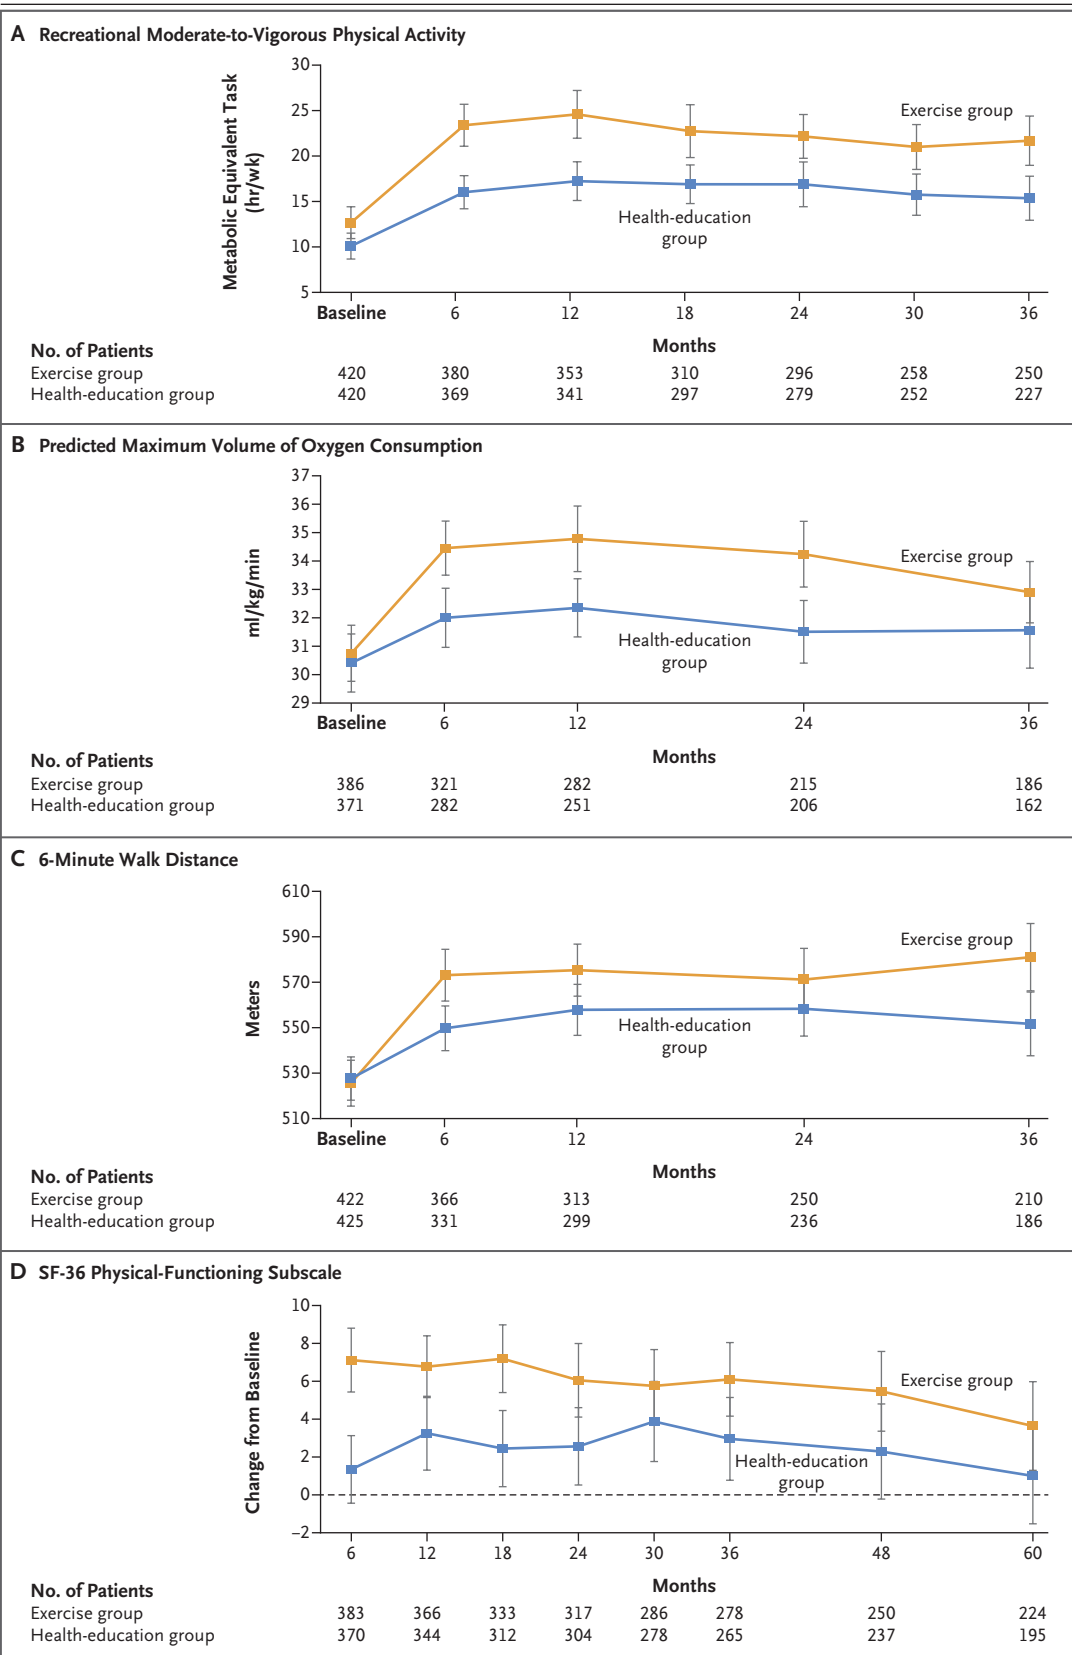 A Recreational Moderate-to-Vigorous Physical Activity
30
25
20
15
10
5
Metabolic Equivalent Task
(hr/wk)
Exercise group
Health-education
group
Baseline 6 12 18 24 30 36
Months
No. of Patients
Exercise group 420 380 353 310 296 258 250
Health-education group 420 369 341 297 279 252 227
B Predicted Maximum Volume of Oxygen Consumption
37
36
35
34
33
32
31
30
29
ml/kg/min
Exercise group
Health-education
group
Baseline 6 12 24 36
Months
No. of Patients
Exercise group 386 321 282 215 186
Health-education group 371 282 251 206 162
C 6-Minute Walk Distance
610
590
570
550
530
510
Meters
Exercise group
Health-education
group
Baseline 6 12 24 36
Months
No. of Patients
Exercise group 422 366 313 250 210
Health-education group 425 331 299 236 186
D SF-36 Physical-Functioning Subscale
10
8
6
4
2
0
−2
Change from Baseline
Exercise group
Health-education
group
6 12 18 24 30 36 48 60
Months
No. of Patients
Exercise group 383 366 333 317 286 278 250 224
Health-education group 370 344 312 304 278 265 237 195